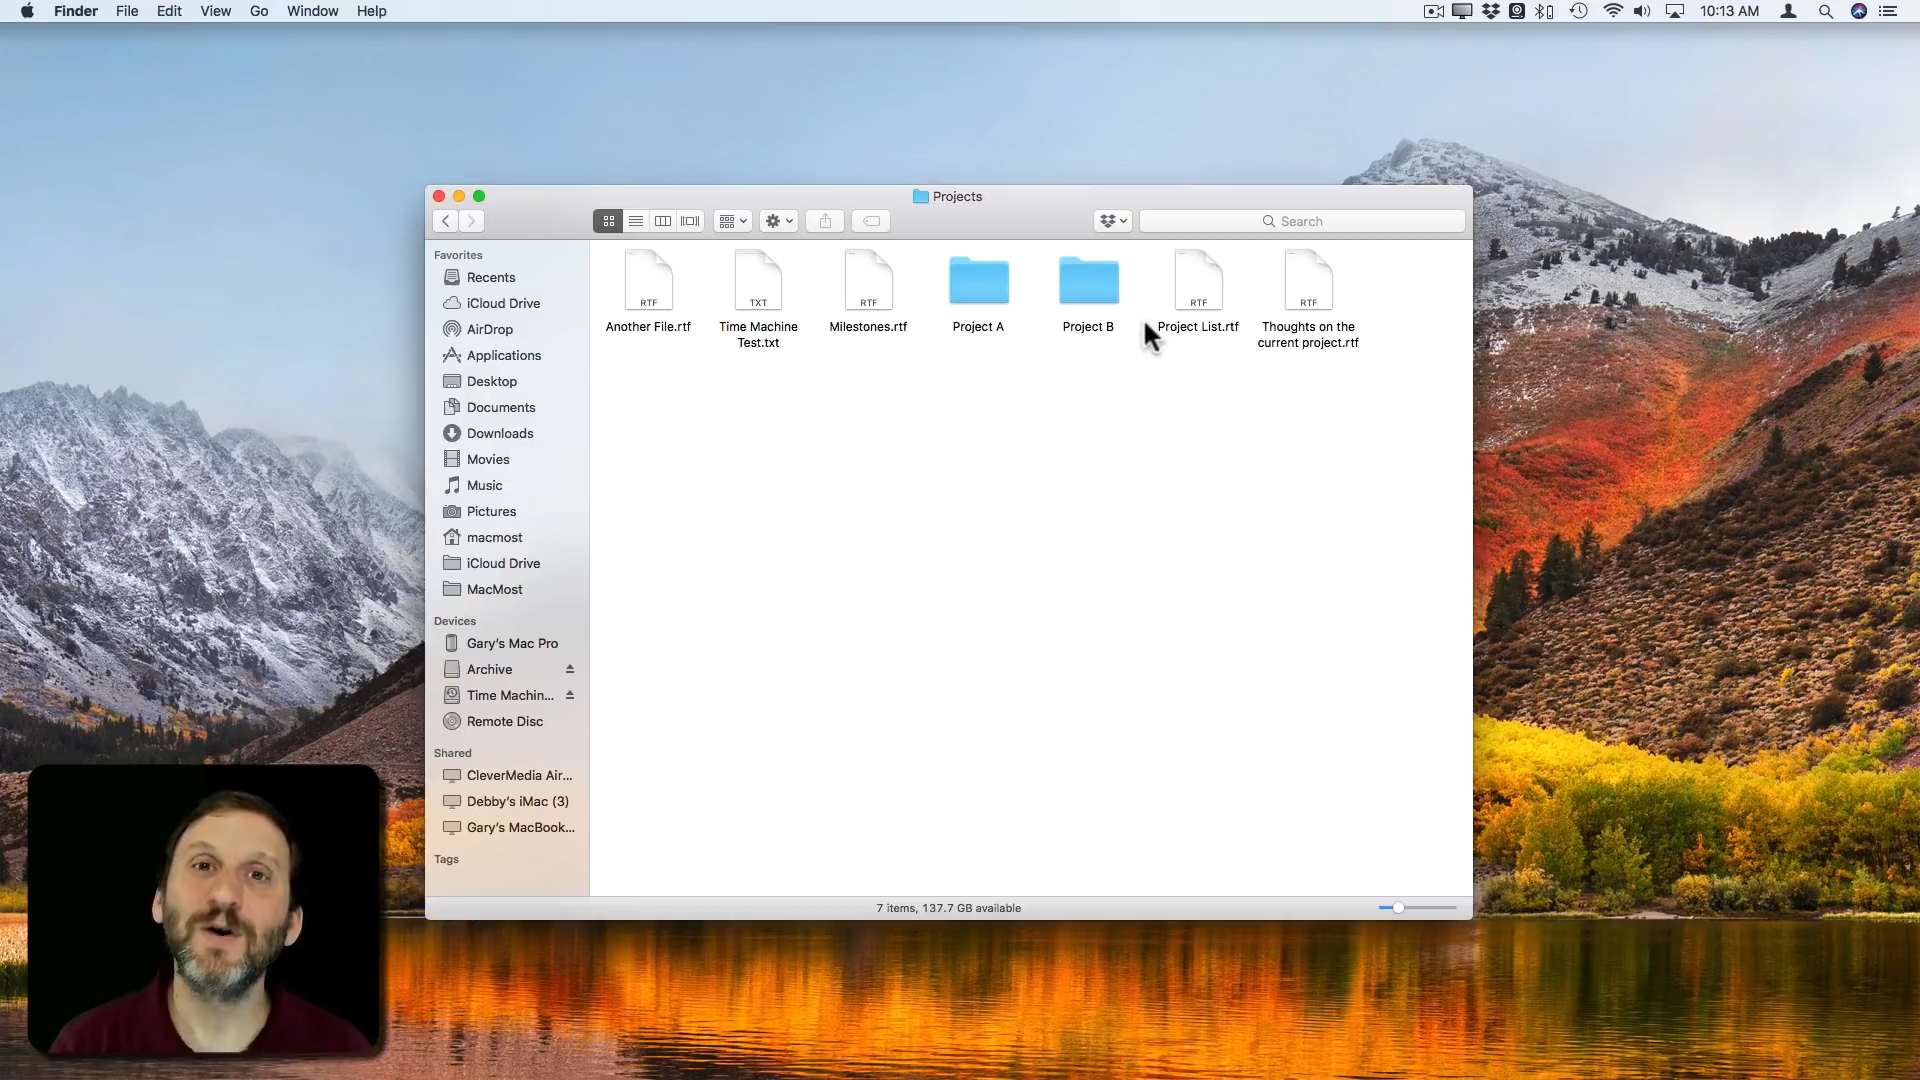 Finder File Edit View Go Window Help 10:13 AM
Projects
Search
Favorites
Recents
iCloud Drive
AirDrop
Applications
Desktop
Documents
Downloads
Movies
Music
Pictures
macmost
iCloud Drive
MacMost
Devices
Gary's Mac Pro
Archive
Time Machin...
Remote Disc
Shared
CleverMedia Air...
Debby's iMac (3)
Gary's MacBook...
Tags
RTF TXT RTF RTF RTF
Another File.rtf Time Machine Milestones.rtf Project A Project B Project List.rtf Thoughts on the
Test.txt current project.rtf
7 items, 137.7 GB available